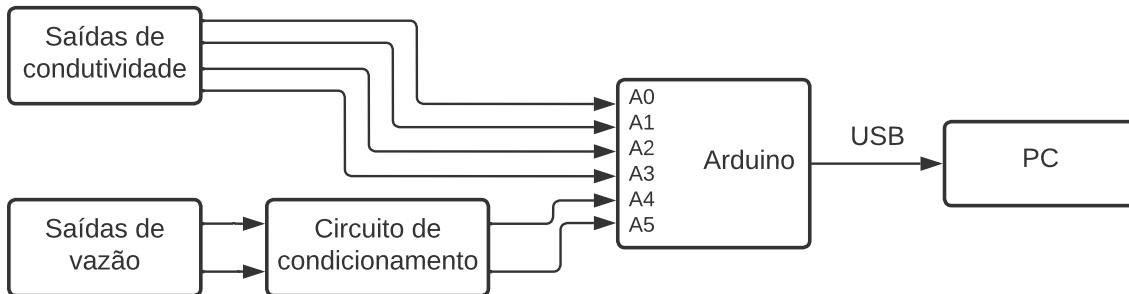 Saídas de
condutividade
A0
A1
A2
A3
A4
A5
Arduino
USB
PC
Saídas de
vazão
Circuito de
condicionamento